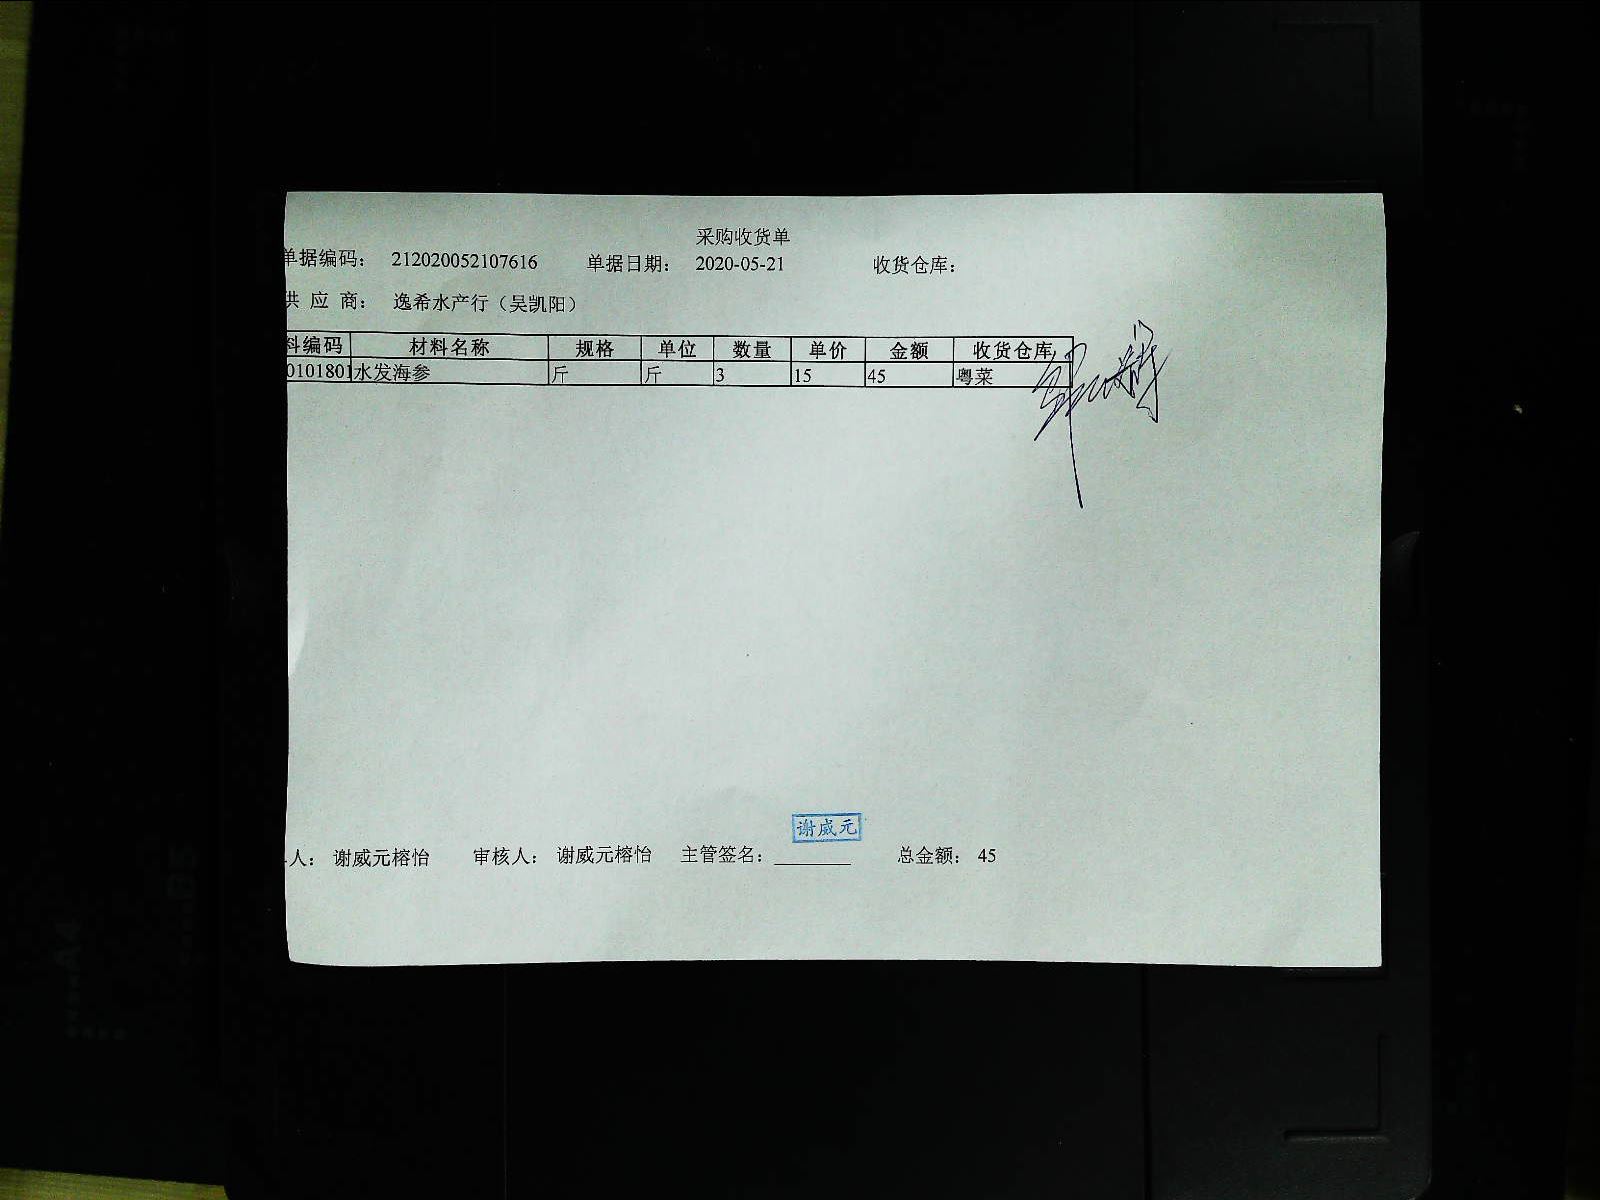 采购收货单
单据编码： 212020052107616 单据日期： 2020-05-21 收货仓库：
供 应 商： 逸希水产行（吴凯阳）
料编码 材料名称 规格 单位 数量 单价 金额 收货仓库
0101801 水发海参 斤 斤 3 15 45 粤菜
谢威元
人： 谢威元榕怡 审核人： 谢威元榕怡 主管签名： 总金额： 45